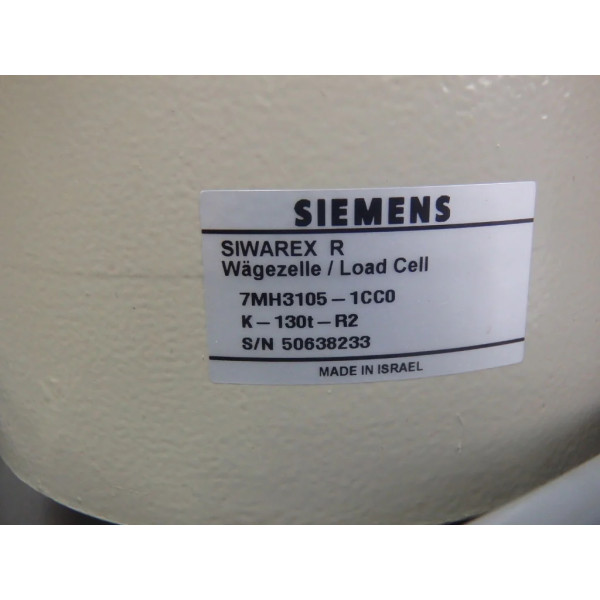 SIEMENS
SIWAREX R
Wägezelle / Load Cell
7MH3105-1CC0
K-130t-R2
S/N 50638233
MADE IN ISRAEL